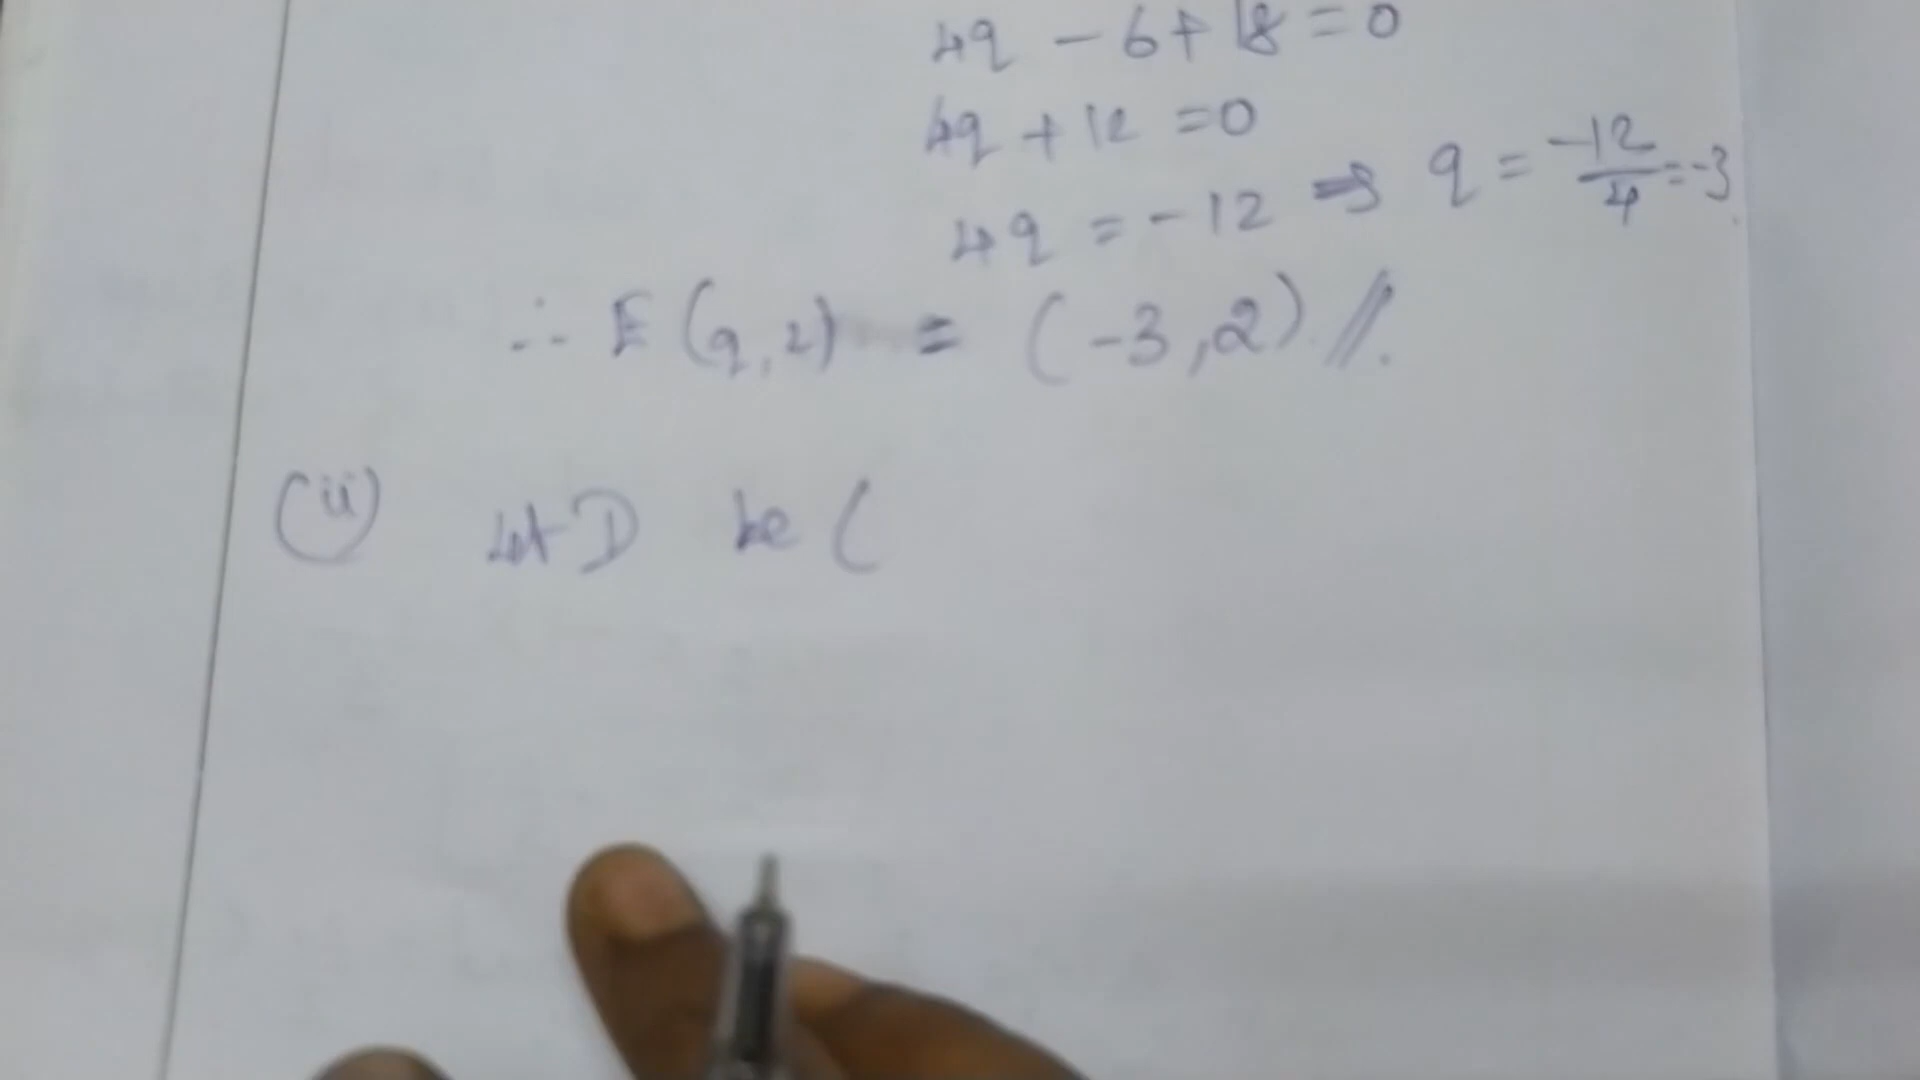 4q - 6 + 18 = 0
4q + 12 = 0
4q = -12 ⇒ q = -12/4 = -3
∴ E(q, 2) = (-3, 2) //.
(ii) Let D be (